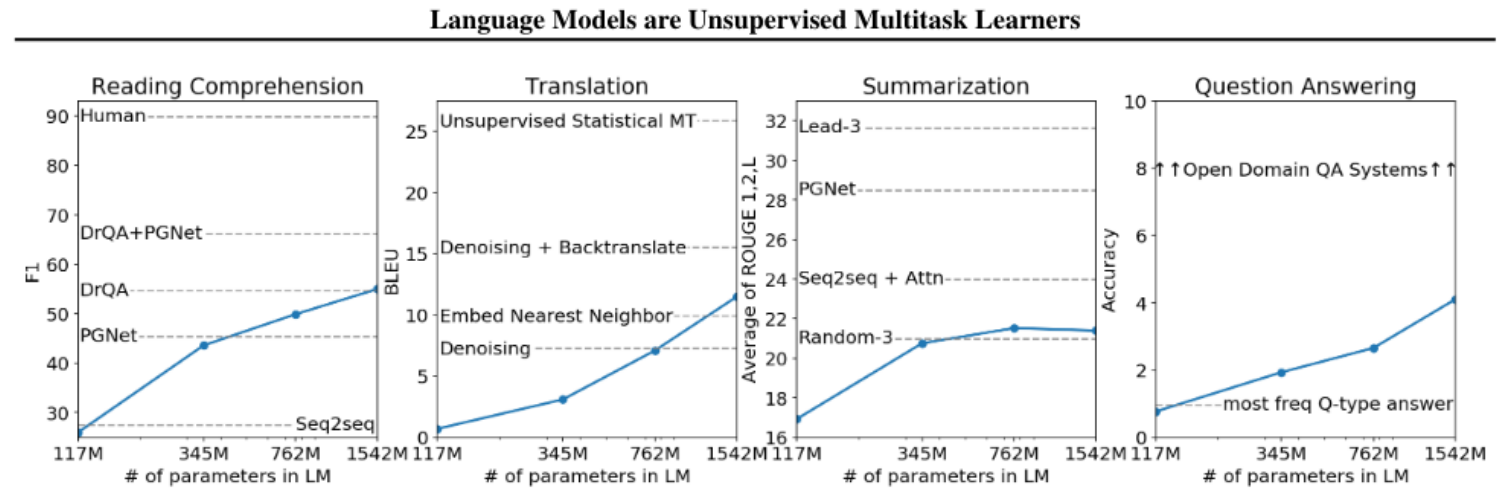 Language Models are Unsupervised Multitask Learners
Reading Comprehension
F1
90
80
70
60
50
40
30
Human
DrQA+PGNet
DrQA
PGNet
Seq2seq
117M 345M 762M 1542M
# of parameters in LM
Translation
BLEU
25
20
15
10
5
0
Unsupervised Statistical MT
Denoising + Backtranslate
Embed Nearest Neighbor
Denoising
117M 345M 762M 1542M
# of parameters in LM
Summarization
Average of ROUGE 1,2,L
32
30
28
26
24
22
20
18
16
Lead-3
PGNet
Seq2seq + Attn
Random-3
117M 345M 762M 1542M
# of parameters in LM
Question Answering
Accuracy
10
8
6
4
2
0
↑↑Open Domain QA Systems↑↑
most freq Q-type answer
117M 345M 762M 1542M
# of parameters in LM